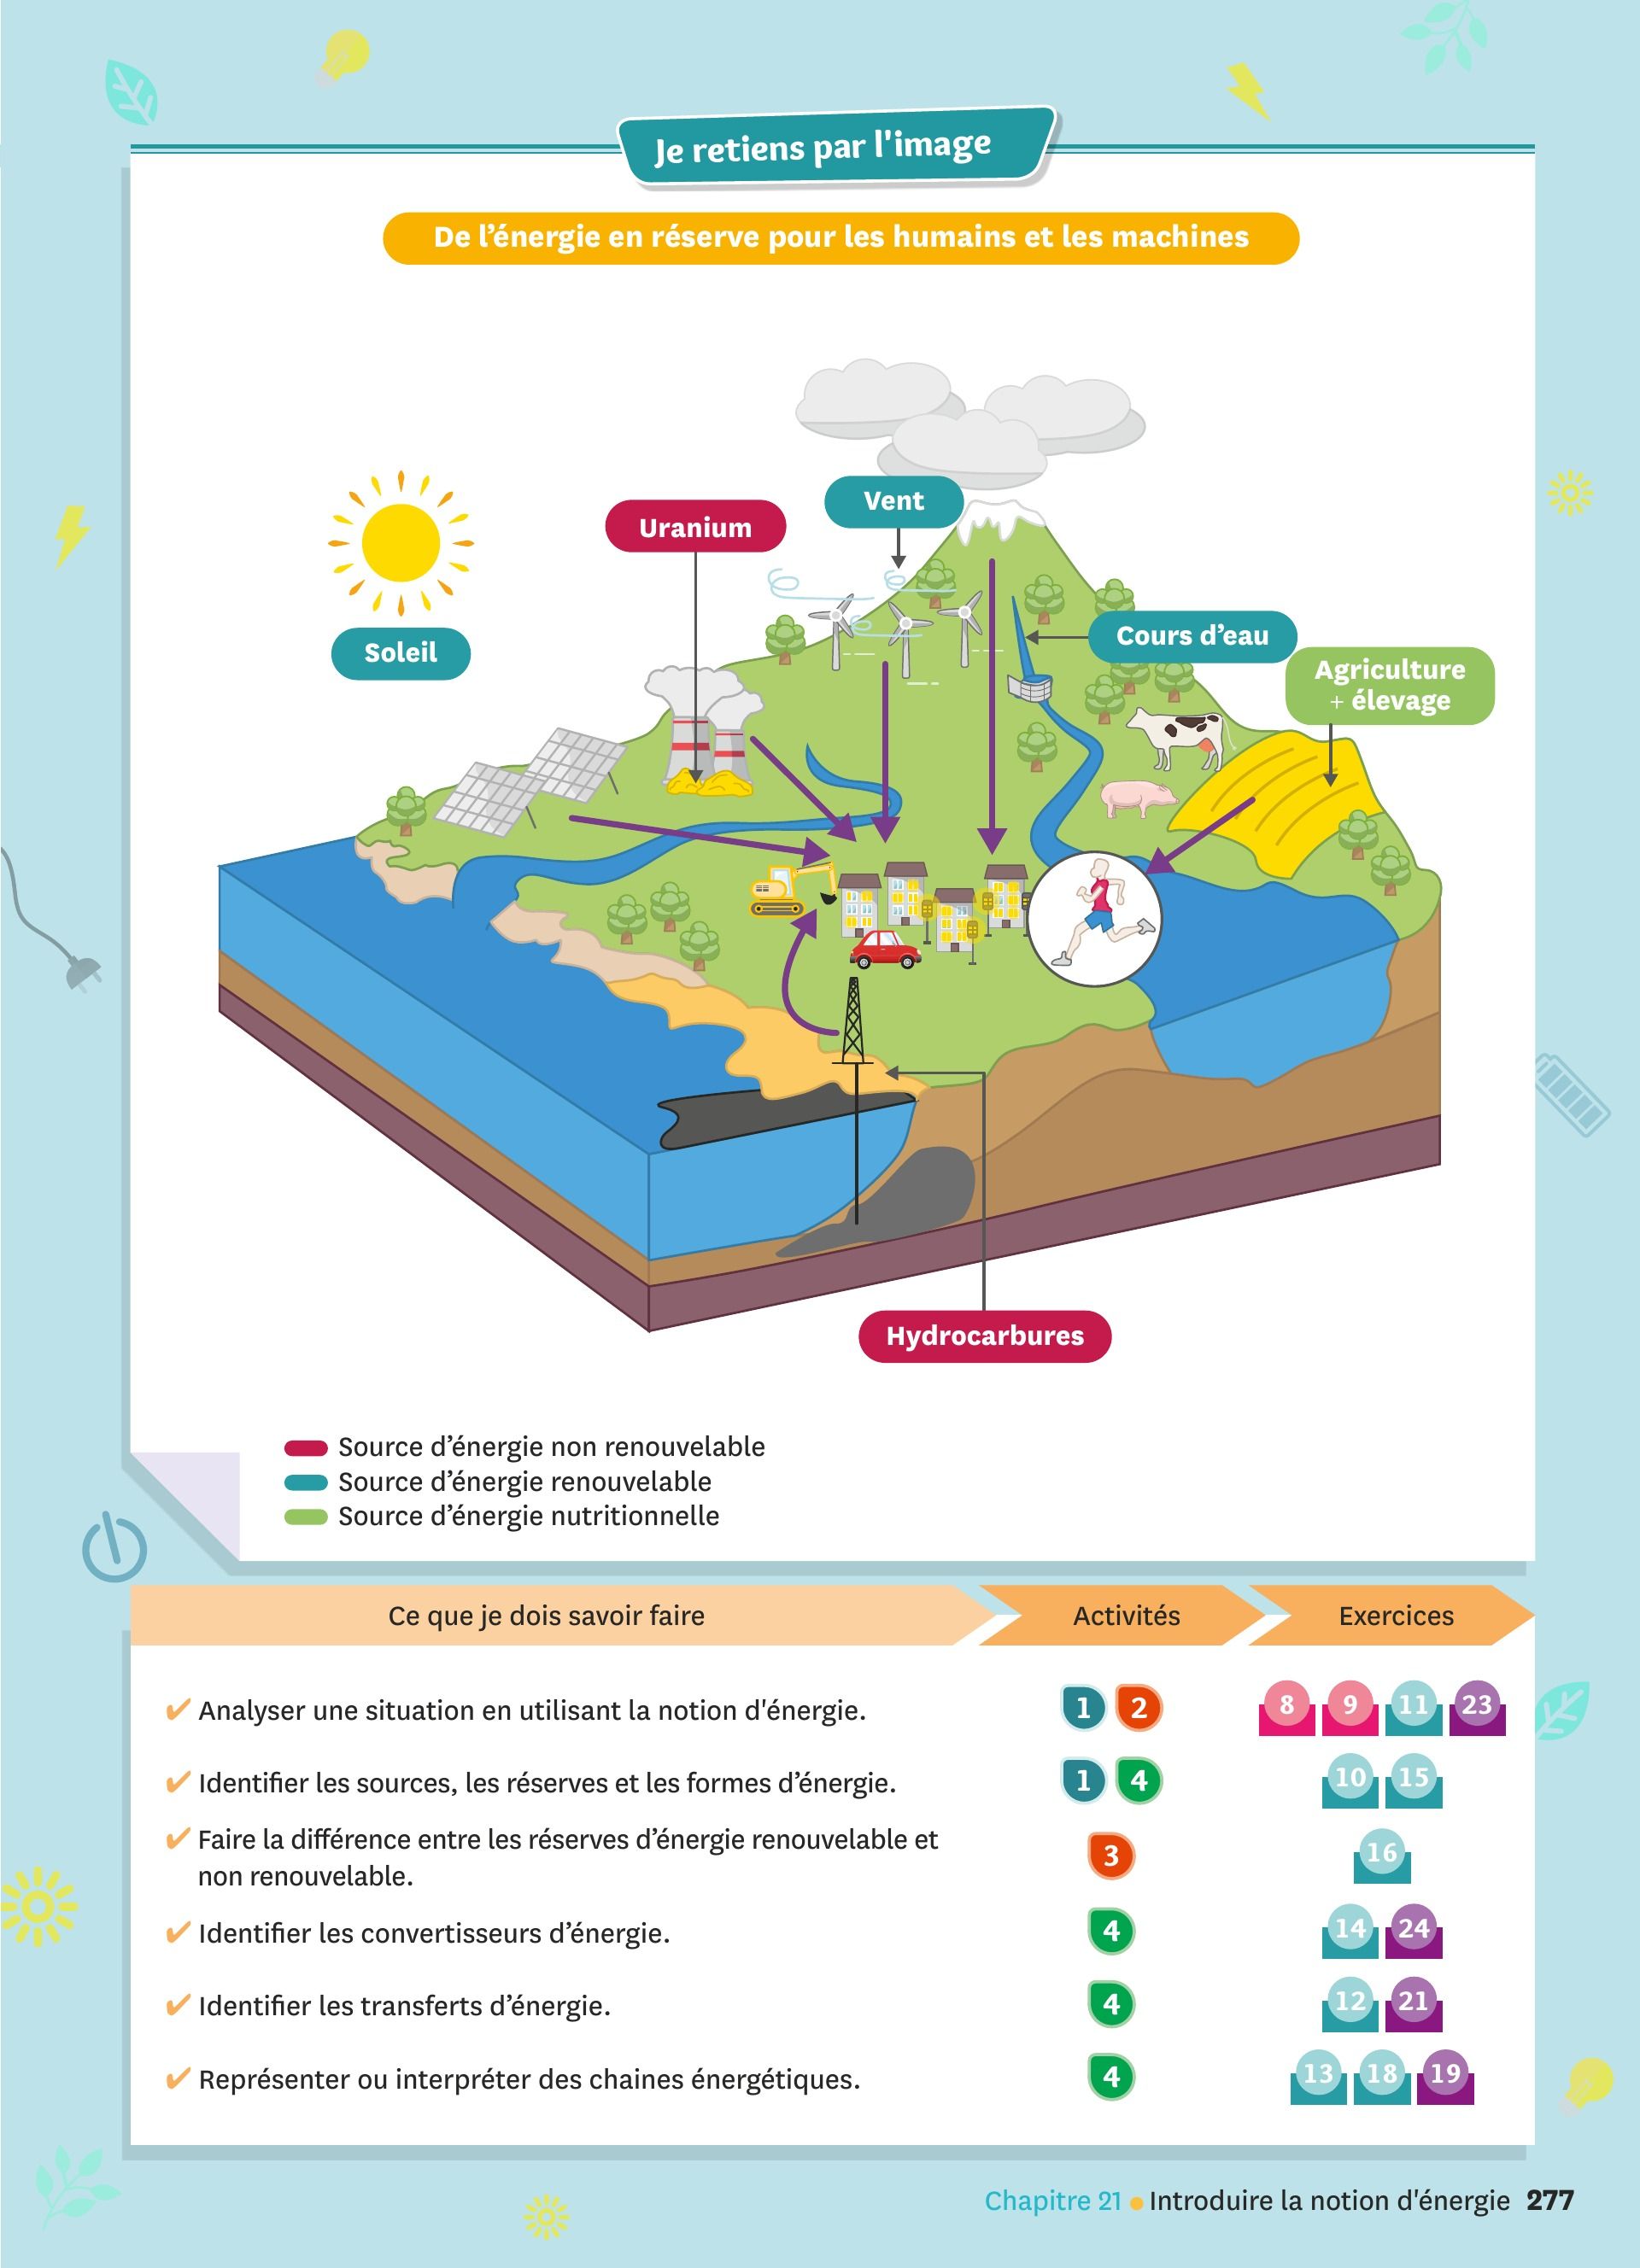 Je retiens par l'image
De l’énergie en réserve pour les humains et les machines
Vent
Uranium
Soleil
Cours d’eau
Agriculture
+ élevage
Hydrocarbures
Source d’énergie non renouvelable
Source d’énergie renouvelable
Source d’énergie nutritionnelle
Ce que je dois savoir faire Activités Exercices
✔ Analyser une situation en utilisant la notion d'énergie. 1 2 8 9 11 23
✔ Identifier les sources, les réserves et les formes d’énergie. 1 4 10 15
✔ Faire la différence entre les réserves d’énergie renouvelable et
non renouvelable. 3 16
✔ Identifier les convertisseurs d’énergie. 4 14 24
✔ Identifier les transferts d’énergie. 4 12 21
✔ Représenter ou interpréter des chaines énergétiques. 4 13 18 19
Chapitre 21 • Introduire la notion d'énergie 277